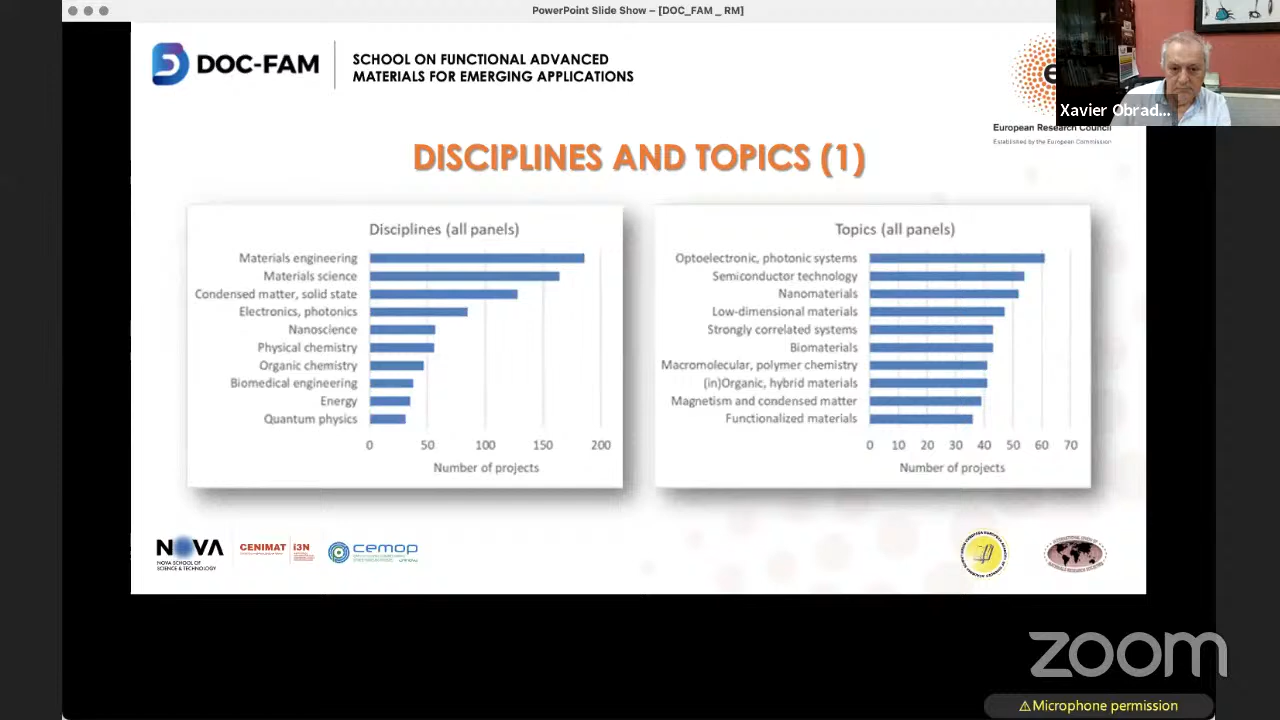 PowerPoint Slide Show – [DOC_FAM _ RM]
DOC-FAM
SCHOOL ON FUNCTIONAL ADVANCED
MATERIALS FOR EMERGING APPLICATIONS
Xavier Obrad...
European Research Council
Established by the European Commission
DISCIPLINES AND TOPICS (1)
Disciplines (all panels)
Materials engineering
Materials science
Condensed matter, solid state
Electronics, photonics
Nanoscience
Physical chemistry
Organic chemistry
Biomedical engineering
Energy
Quantum physics
0 50 100 150 200
Number of projects
Topics (all panels)
Optoelectronic, photonic systems
Semiconductor technology
Nanomaterials
Low-dimensional materials
Strongly correlated systems
Biomaterials
Macromolecular, polymer chemistry
(in)Organic, hybrid materials
Magnetism and condensed matter
Functionalized materials
0 10 20 30 40 50 60 70
Number of projects
NOVA
NOVA SCHOOL OF
SCIENCE & TECHNOLOGY
CENIMAT i3N
cemop
zoom
⚠Microphone permission